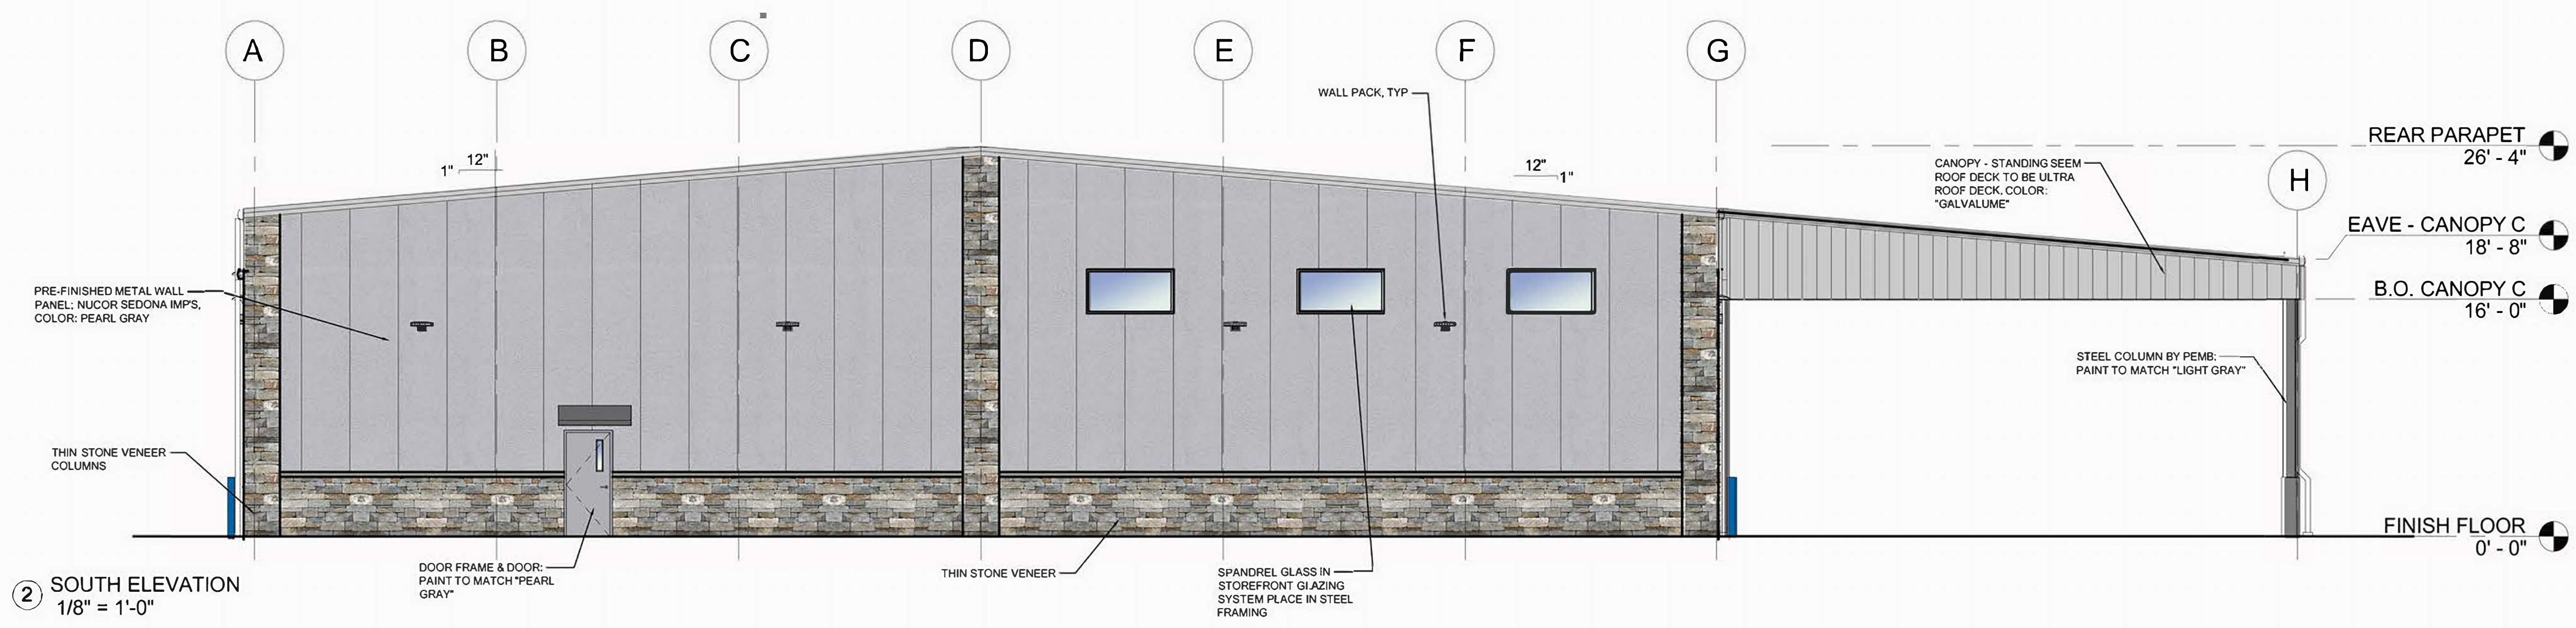 A
B
C
D
E
F
G
H
WALL PACK, TYP
REAR PARAPET
26' - 4"
12"
1"
12"
1"
CANOPY - STANDING SEEM
ROOF DECK TO BE ULTRA
ROOF DECK, COLOR:
"GALVALUME"
EAVE - CANOPY C
18' - 8"
B.O. CANOPY C
16' - 0"
PRE-FINISHED METAL WALL
PANEL; NUCOR SEDONA IMP'S,
COLOR: PEARL GRAY
STEEL COLUMN BY PEMB:
PAINT TO MATCH "LIGHT GRAY"
THIN STONE VENEER
COLUMNS
FINISH FLOOR
0' - 0"
DOOR FRAME & DOOR:
PAINT TO MATCH "PEARL
GRAY"
THIN STONE VENEER
SPANDREL GLASS IN
STOREFRONT GLAZING
SYSTEM PLACE IN STEEL
FRAMING
2 SOUTH ELEVATION
1/8" = 1'-0"